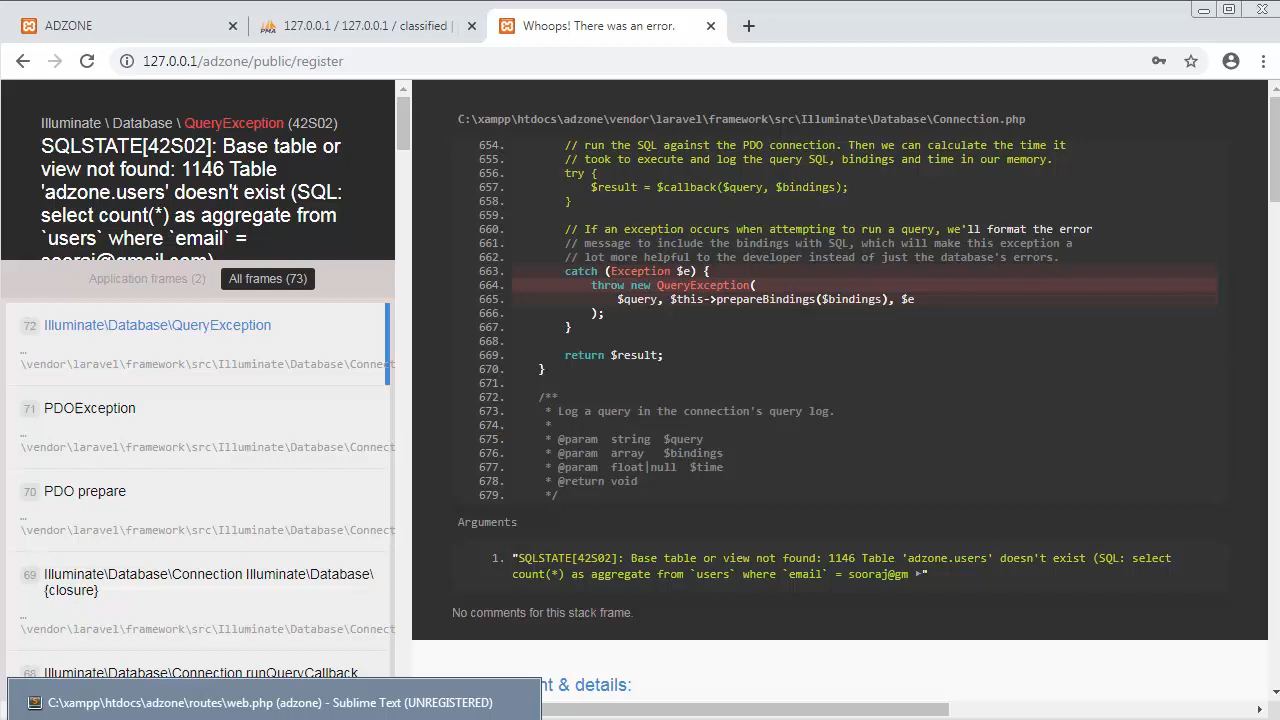 ADZONE
127.0.0.1 / 127.0.0.1 / classified |
Whoops! There was an error.
127.0.0.1/adzone/public/register
Illuminate \ Database \ QueryException (42S02)
SQLSTATE[42S02]: Base table or
view not found: 1146 Table
'adzone.users' doesn't exist (SQL:
select count(*) as aggregate from
`users` where `email` =
sooraj@gmail.com)
Application frames (2)
All frames (73)
72 Illuminate\Database\QueryException
…
\vendor\laravel\framework\src\Illuminate\Database\Connect
71 PDOException
…
\vendor\laravel\framework\src\Illuminate\Database\Connect
70 PDO prepare
…
\vendor\laravel\framework\src\Illuminate\Database\Connect
69 Illuminate\Database\Connection Illuminate\Database\
{closure}
…
\vendor\laravel\framework\src\Illuminate\Database\Connect
68 Illuminate\Database\Connection runQueryCallback
C:\xampp\htdocs\adzone\vendor\laravel\framework\src\Illuminate\Database\Connection.php
654. // run the SQL against the PDO connection. Then we can calculate the time it
655. // took to execute and log the query SQL, bindings and time in our memory.
656. try {
657. $result = $callback($query, $bindings);
658. }
659.
660. // If an exception occurs when attempting to run a query, we'll format the error
661. // message to include the bindings with SQL, which will make this exception a
662. // lot more helpful to the developer instead of just the database's errors.
663. catch (Exception $e) {
664. throw new QueryException(
665. $query, $this->prepareBindings($bindings), $e
666. );
667. }
668.
669. return $result;
670. }
671.
672. /**
673. * Log a query in the connection's query log.
674. *
675. * @param string $query
676. * @param array $bindings
677. * @param float|null $time
678. * @return void
679. */
Arguments
1. "SQLSTATE[42S02]: Base table or view not found: 1146 Table 'adzone.users' doesn't exist (SQL: select
count(*) as aggregate from `users` where `email` = sooraj@gm ▸"
No comments for this stack frame.
nt & details:
C:\xampp\htdocs\adzone\routes\web.php (adzone) - Sublime Text (UNREGISTERED)